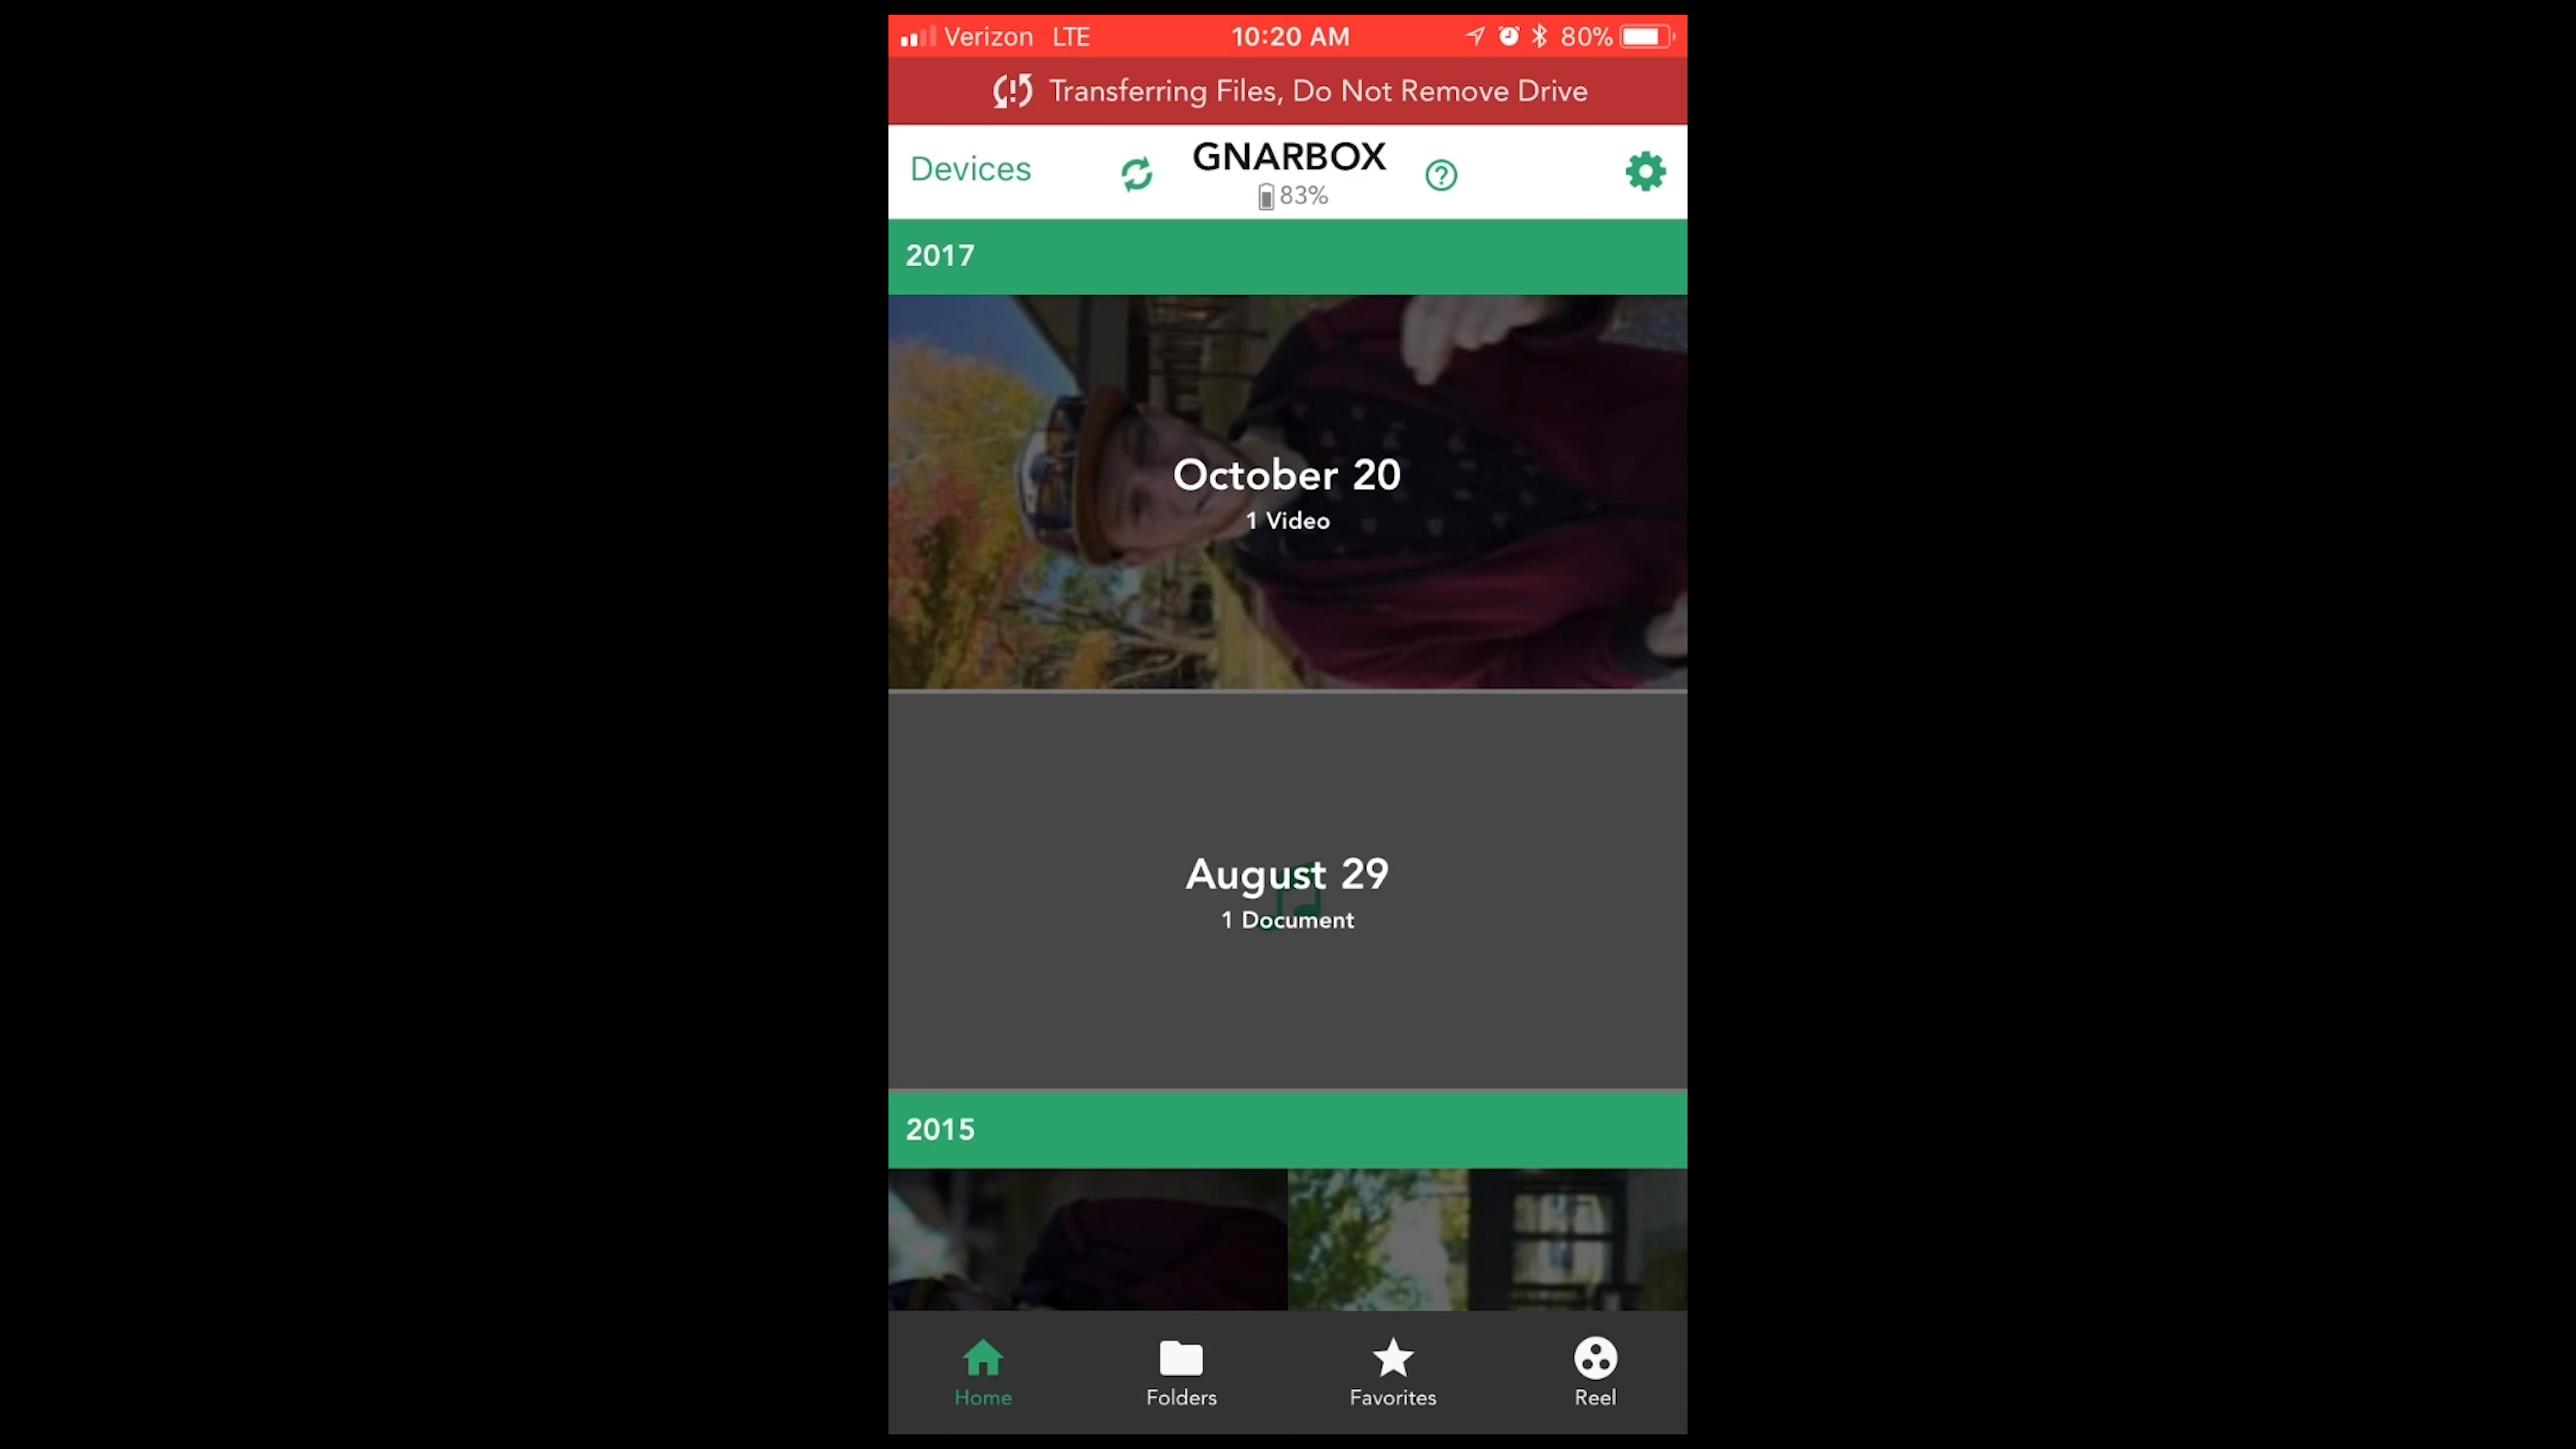 Verizon LTE 10:20 AM 80%
Transferring Files, Do Not Remove Drive
Devices GNARBOX
83%
2017
October 20
1 Video
August 29
1 Document
2015
Home Folders Favorites Reel